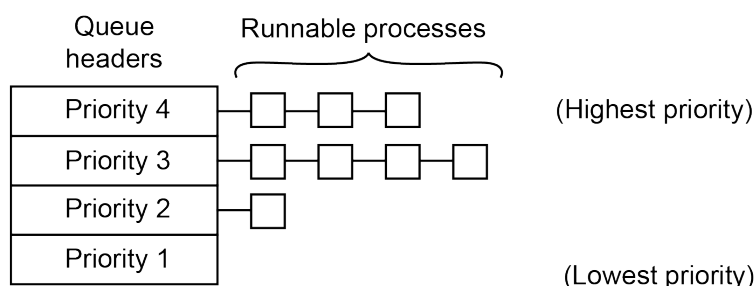 Queue
headers
Runnable processes
Priority 4
(Highest priority)
Priority 3
Priority 2
Priority 1
(Lowest priority)